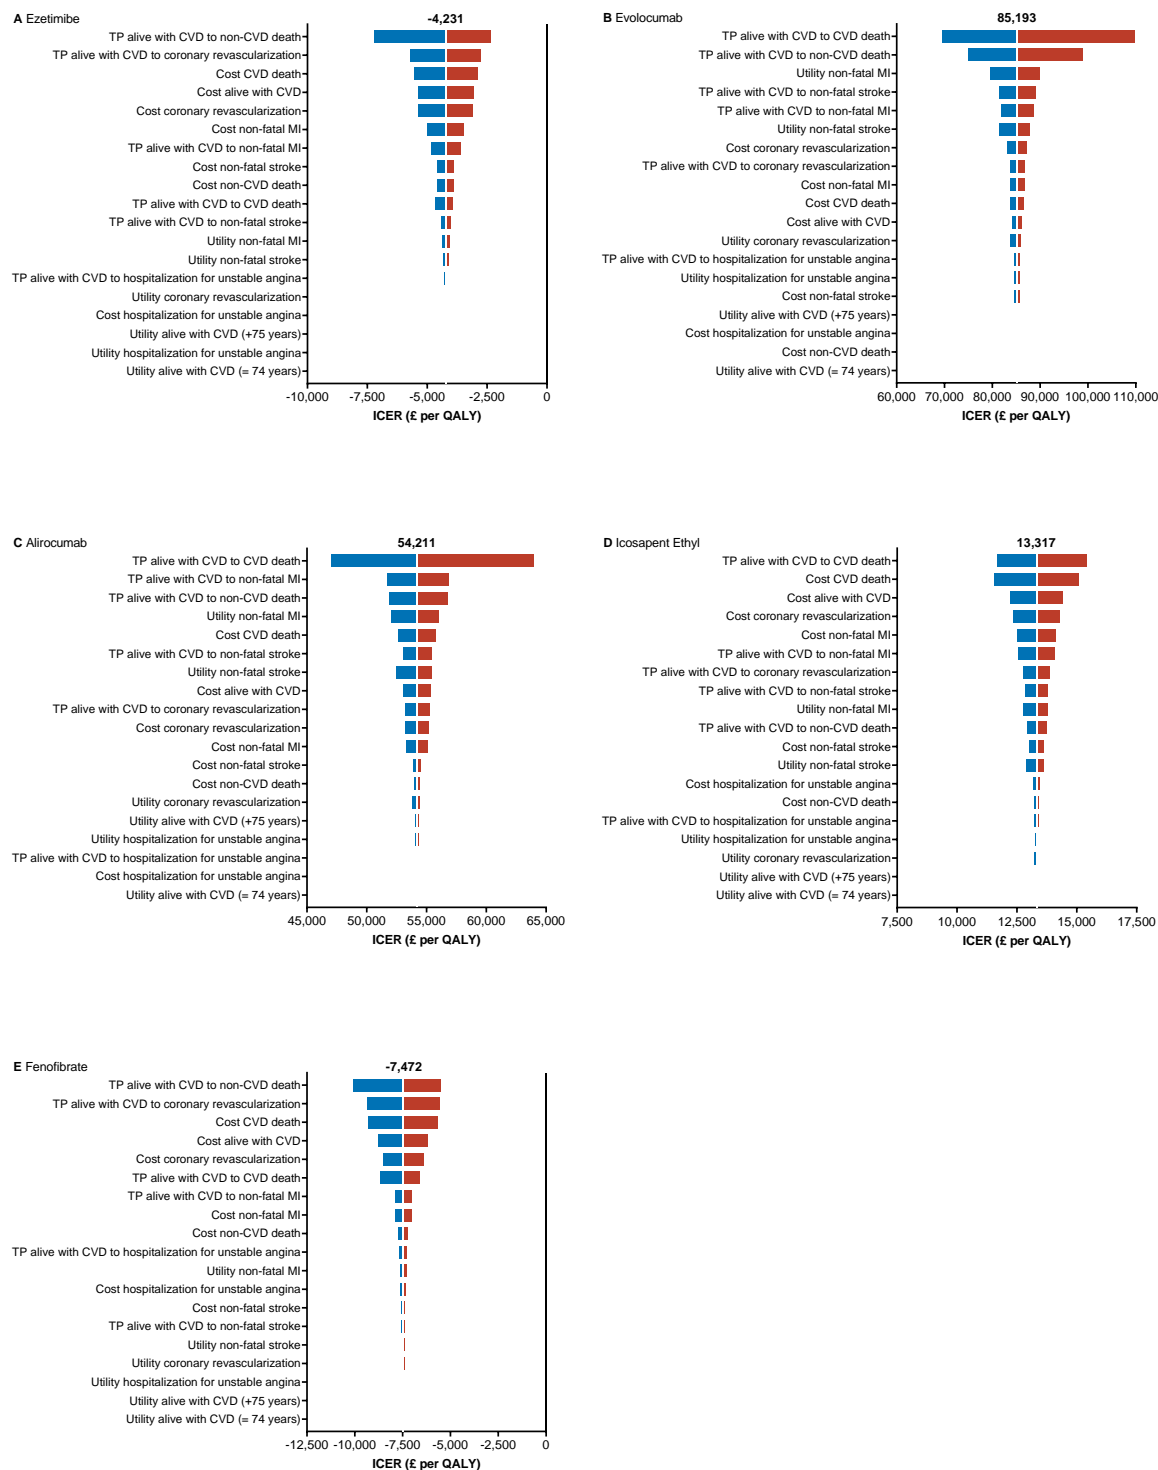 A Ezetimibe
-4,231
TP alive with CVD to non-CVD death
TP alive with CVD to coronary revascularization
Cost CVD death
Cost alive with CVD
Cost coronary revascularization
Cost non-fatal MI
TP alive with CVD to non-fatal MI
Cost non-fatal stroke
Cost non-CVD death
TP alive with CVD to CVD death
TP alive with CVD to non-fatal stroke
Utility non-fatal MI
Utility non-fatal stroke
TP alive with CVD to hospitalization for unstable angina
Utility coronary revascularization
Cost hospitalization for unstable angina
Utility alive with CVD (+75 years)
Utility hospitalization for unstable angina
Utility alive with CVD (= 74 years)
-10,000 -7,500 -5,000 -2,500 0
ICER (£ per QALY)
B Evolocumab
85,193
TP alive with CVD to CVD death
TP alive with CVD to non-CVD death
Utility non-fatal MI
TP alive with CVD to non-fatal stroke
TP alive with CVD to non-fatal MI
Utility non-fatal stroke
Cost coronary revascularization
TP alive with CVD to coronary revascularization
Cost non-fatal MI
Cost CVD death
Cost alive with CVD
Utility coronary revascularization
TP alive with CVD to hospitalization for unstable angina
Utility hospitalization for unstable angina
Cost non-fatal stroke
Utility alive with CVD (+75 years)
Cost hospitalization for unstable angina
Cost non-CVD death
Utility alive with CVD (= 74 years)
60,000 70,000 80,000 90,000 100,000 110,000
ICER (£ per QALY)
C Alirocumab
54,211
TP alive with CVD to CVD death
TP alive with CVD to non-fatal MI
TP alive with CVD to non-CVD death
Utility non-fatal MI
Cost CVD death
TP alive with CVD to non-fatal stroke
Utility non-fatal stroke
Cost alive with CVD
TP alive with CVD to coronary revascularization
Cost coronary revascularization
Cost non-fatal MI
Cost non-fatal stroke
Cost non-CVD death
Utility coronary revascularization
Utility alive with CVD (+75 years)
Utility hospitalization for unstable angina
TP alive with CVD to hospitalization for unstable angina
Cost hospitalization for unstable angina
Utility alive with CVD (= 74 years)
45,000 50,000 55,000 60,000 65,000
ICER (£ per QALY)
D Icosapent Ethyl
13,317
TP alive with CVD to CVD death
Cost CVD death
Cost alive with CVD
Cost coronary revascularization
Cost non-fatal MI
TP alive with CVD to non-fatal MI
TP alive with CVD to coronary revascularization
TP alive with CVD to non-fatal stroke
Utility non-fatal MI
TP alive with CVD to non-CVD death
Cost non-fatal stroke
Utility non-fatal stroke
Cost hospitalization for unstable angina
Cost non-CVD death
TP alive with CVD to hospitalization for unstable angina
Utility hospitalization for unstable angina
Utility coronary revascularization
Utility alive with CVD (+75 years)
Utility alive with CVD (= 74 years)
7,500 10,000 12,500 15,000 17,500
ICER (£ per QALY)
E Fenofibrate
-7,472
TP alive with CVD to non-CVD death
TP alive with CVD to coronary revascularization
Cost CVD death
Cost alive with CVD
Cost coronary revascularization
TP alive with CVD to CVD death
TP alive with CVD to non-fatal MI
Cost non-fatal MI
Cost non-CVD death
TP alive with CVD to hospitalization for unstable angina
Utility non-fatal MI
Cost hospitalization for unstable angina
Cost non-fatal stroke
TP alive with CVD to non-fatal stroke
Utility non-fatal stroke
Utility coronary revascularization
Utility hospitalization for unstable angina
Utility alive with CVD (+75 years)
Utility alive with CVD (= 74 years)
-12,500 -10,000 -7,500 -5,000 -2,500 0
ICER (£ per QALY)